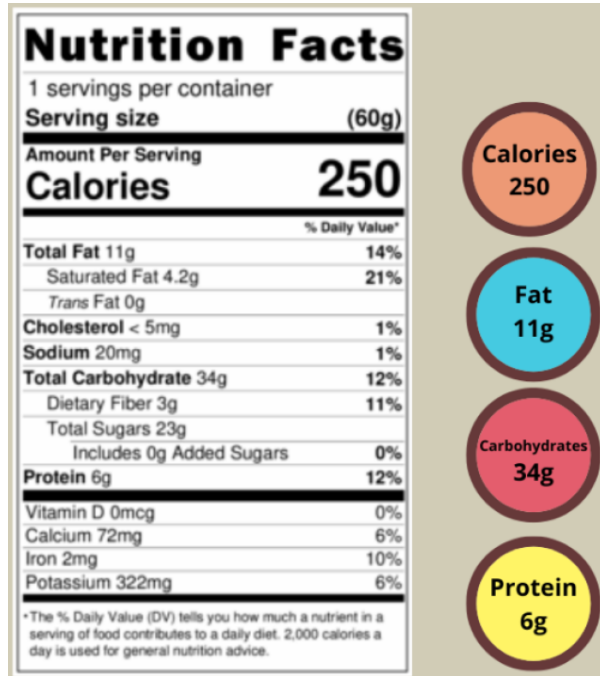 Nutrition Facts
1 servings per container
Serving size (60g)
Amount Per Serving
Calories 250
% Daily Value*
Total Fat 11g 14%
Saturated Fat 4.2g 21%
Trans Fat 0g
Cholesterol < 5mg 1%
Sodium 20mg 1%
Total Carbohydrate 34g 12%
Dietary Fiber 3g 11%
Total Sugars 23g
Includes 0g Added Sugars 0%
Protein 6g 12%
Vitamin D 0mcg 0%
Calcium 72mg 6%
Iron 2mg 10%
Potassium 322mg 6%
*The % Daily Value (DV) tells you how much a nutrient in a
serving of food contributes to a daily diet. 2,000 calories a
day is used for general nutrition advice.
Calories
250
Fat
11g
Carbohydrates
34g
Protein
6g